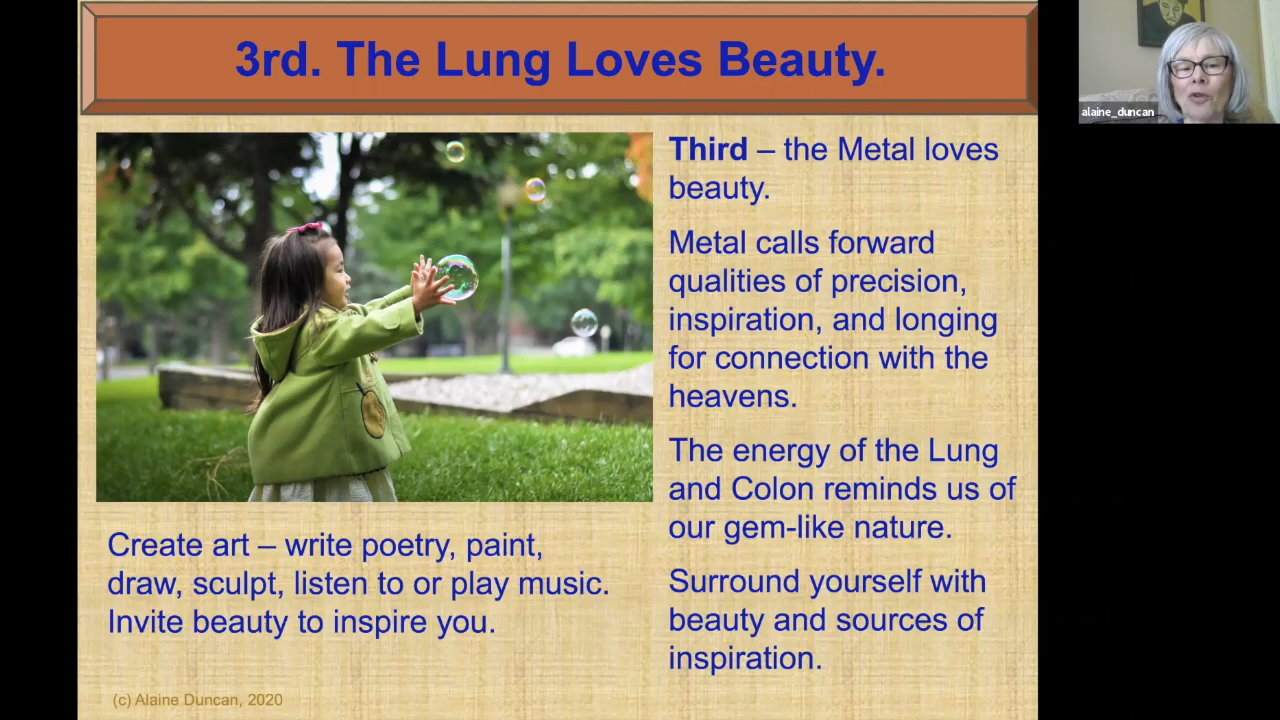 3rd. The Lung Loves Beauty.
alaine_duncan
Third – the Metal loves
beauty.
Metal calls forward
qualities of precision,
inspiration, and longing
for connection with the
heavens.
The energy of the Lung
and Colon reminds us of
our gem-like nature.
Surround yourself with
beauty and sources of
inspiration.
Create art – write poetry, paint,
draw, sculpt, listen to or play music.
Invite beauty to inspire you.
(c) Alaine Duncan, 2020